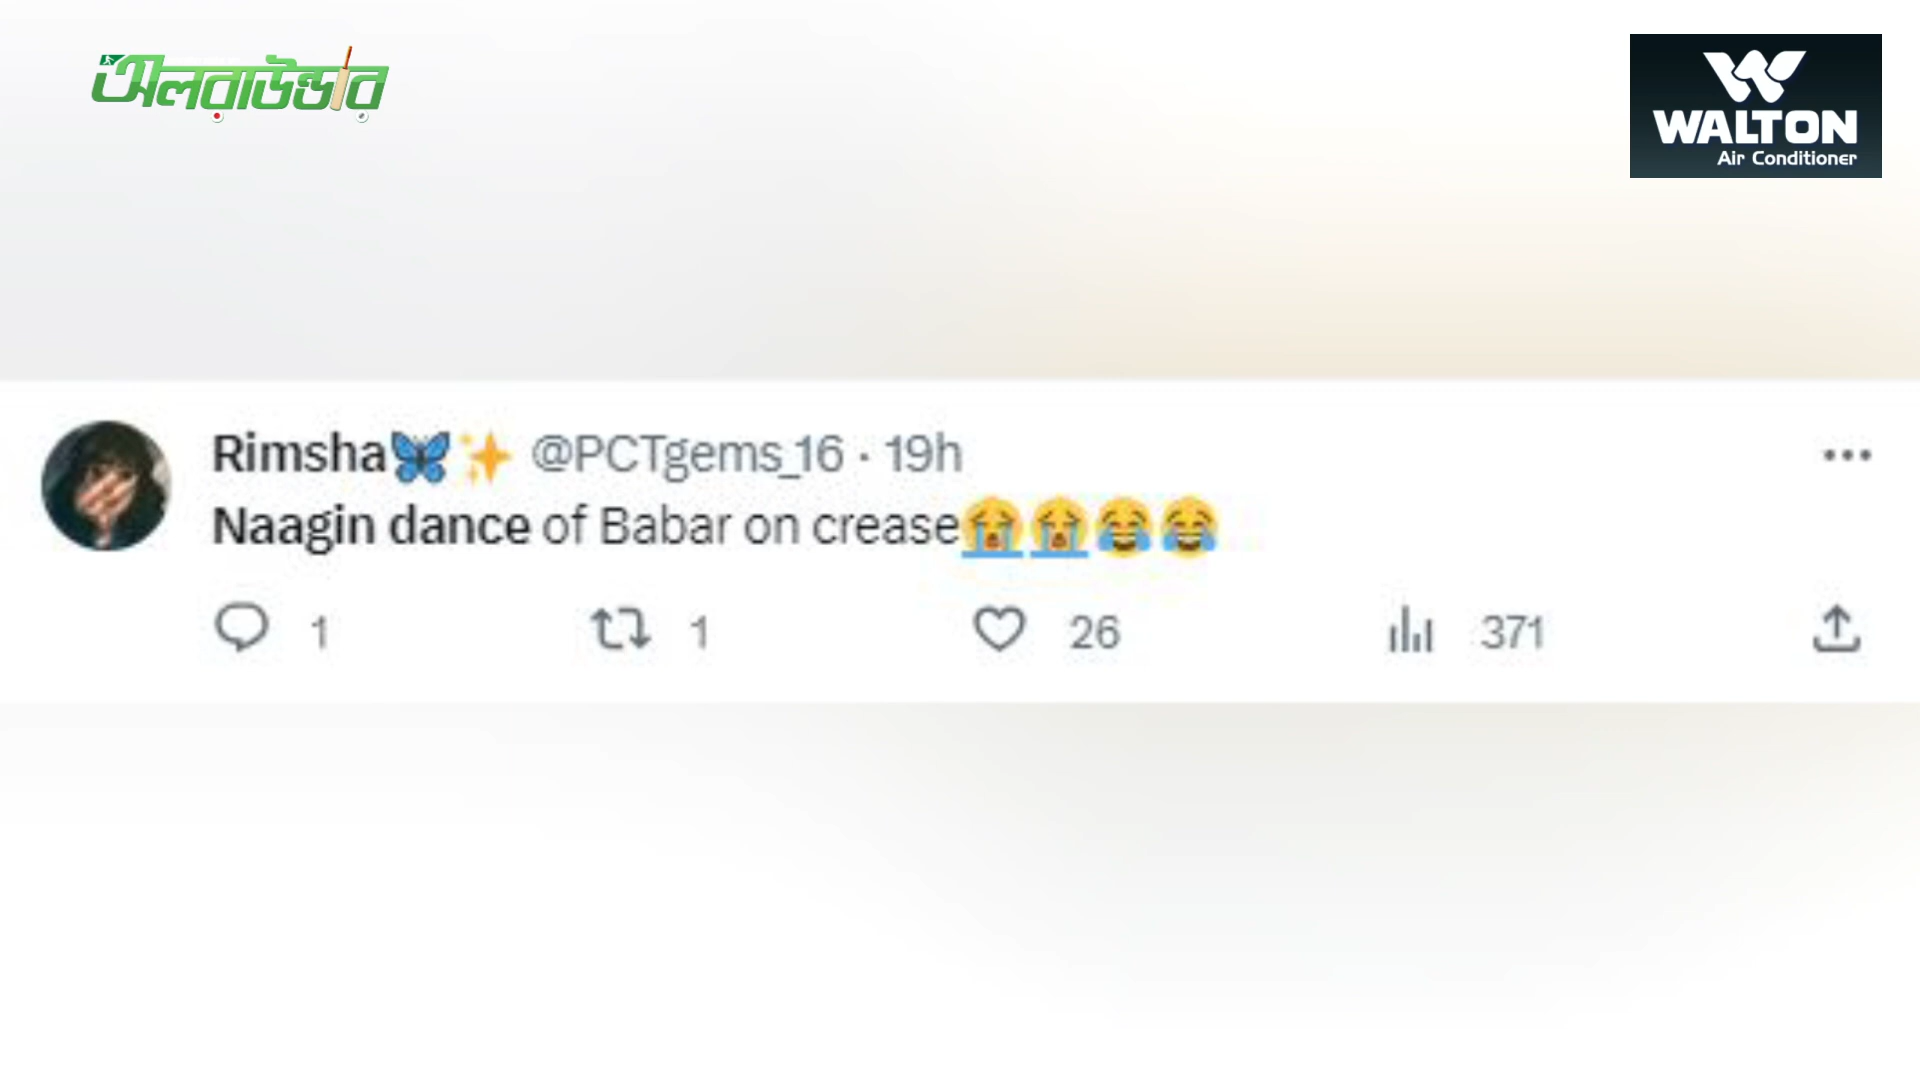 অলরাউন্ডার
WALTON
Air Conditioner
Rimsha🦋✨ @PCTgems_16 · 19h
Naagin dance of Babar on crease😭😭😂😂
1 1 26 371